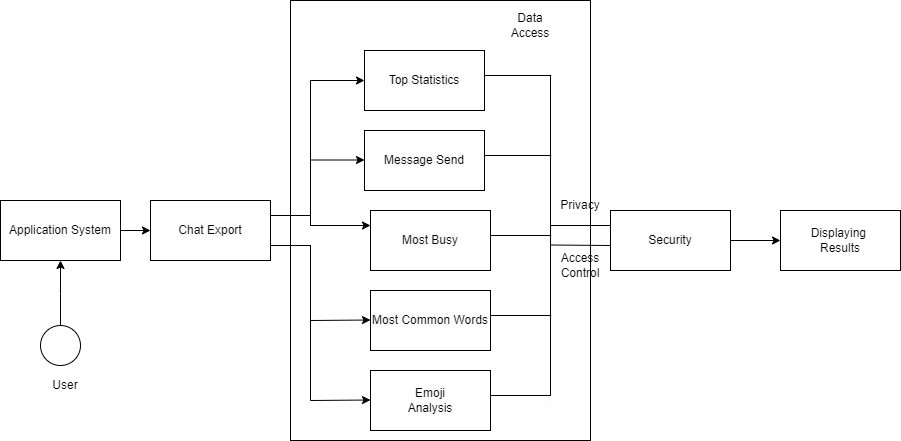 Data
Access
Top Statistics
Message Send
Privacy
Application System
Chat Export
Most Busy
Security
Displaying
Results
Access
Control
Most Common Words
User
Emoji
Analysis